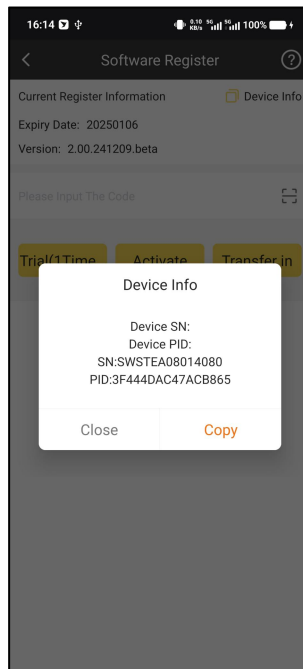 16:14
0.10 KB/s 5G 5G 100%
Software Register
Current Register Information
Device Info
Expiry Date: 20250106
Version: 2.00.241209.beta
Please Input The Code
Trial(1Time
Activate
Transfer in
Device Info
Device SN:
Device PID:
SN:SWSTEA08014080
PID:3F444DAC47ACB865
Close
Copy